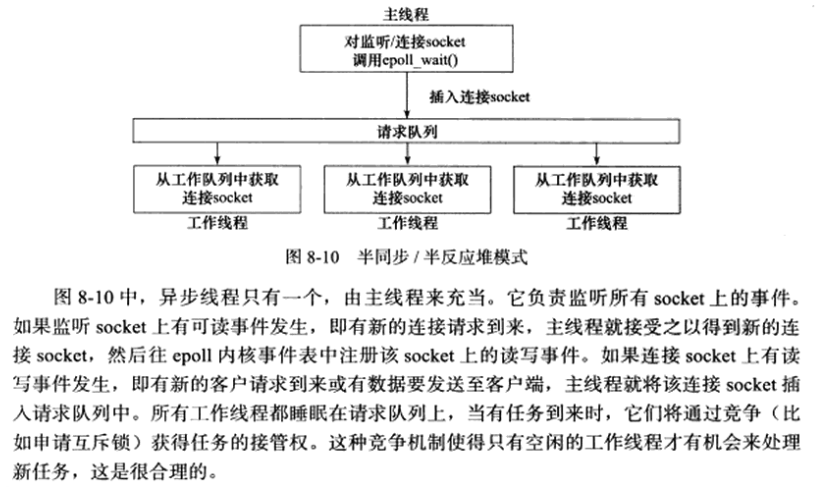 主线程
对监听/连接socket
调用epoll_wait()
插入连接socket
请求队列
从工作队列中获取 从工作队列中获取 从工作队列中获取
连接socket 连接socket 连接socket
工作线程 工作线程 工作线程
图 8-10 半同步 / 半反应堆模式
图 8-10 中，异步线程只有一个，由主线程来充当。它负责监听所有 socket 上的事件。
如果监听 socket 上有可读事件发生，即有新的连接请求到来，主线程就接受之以得到新的连
接 socket，然后往 epoll 内核事件表中注册该 socket 上的读写事件。如果连接 socket 上有读
写事件发生，即有新的客户请求到来或有数据要发送至客户端，主线程就将该连接 socket 插
入请求队列中。所有工作线程都睡眠在请求队列上，当有任务到来时，它们将通过竞争（比
如申请互斥锁）获得任务的接管权。这种竞争机制使得只有空闲的工作线程才有机会来处理
新任务，这是很合理的。